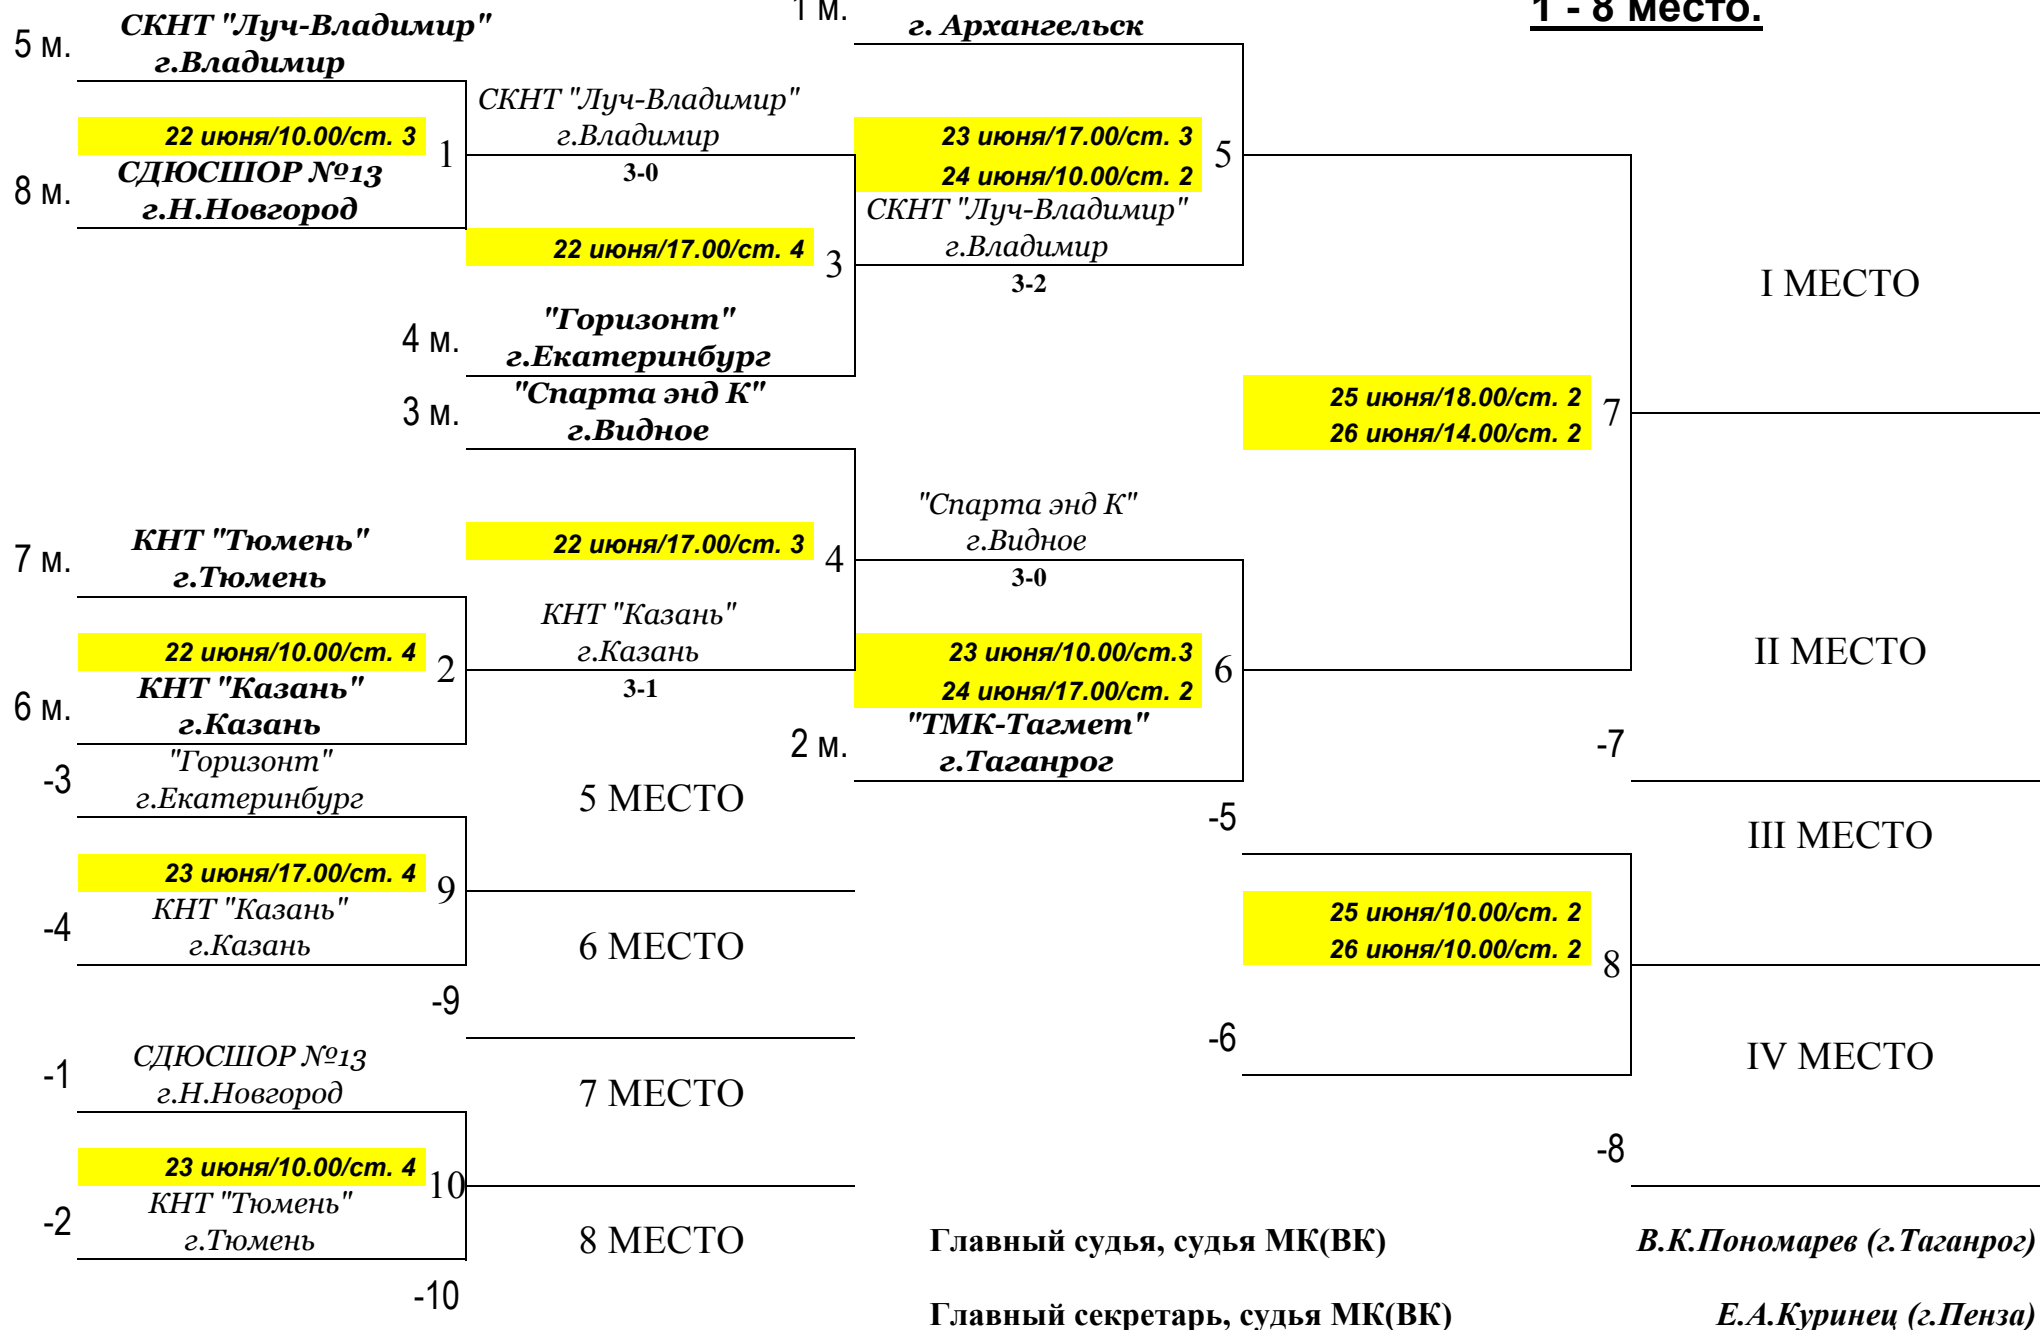 1 м.
1 - 8 место.
СКНТ "Луч-Владимир"
г. Архангельск
5 м.
г.Владимир
СКНТ "Луч-Владимир"
г.Владимир
22 июня/10.00/ст. 3
1
23 июня/17.00/ст. 3
5
СДЮСШОР №13
3-0
24 июня/10.00/ст. 2
8 м.
г.Н.Новгород
СКНТ "Луч-Владимир"
г.Владимир
22 июня/17.00/ст. 4
3
3-2
I МЕСТО
"Горизонт"
4 м.
г.Екатеринбург
"Спарта энд К"
3 м.
г.Видное
25 июня/18.00/ст. 2
7
26 июня/14.00/ст. 2
"Спарта энд К"
г.Видное
КНТ "Тюмень"
22 июня/17.00/ст. 3
4
7 м.
г.Тюмень
3-0
КНТ "Казань"
г.Казань
22 июня/10.00/ст. 4
2
23 июня/10.00/ст.3
6
II МЕСТО
КНТ "Казань"
3-1
24 июня/17.00/ст. 2
6 м.
г.Казань
"ТМК-Тагмет"
2 м.
г.Таганрог
-7
-3
"Горизонт"
г.Екатеринбург
5 МЕСТО
-5
III МЕСТО
23 июня/17.00/ст. 4
9
КНТ "Казань"
25 июня/10.00/ст. 2
-4
г.Казань
6 МЕСТО
26 июня/10.00/ст. 2
8
-9
-6
СДЮСШОР №13
IV МЕСТО
-1
г.Н.Новгород
7 МЕСТО
-8
23 июня/10.00/ст. 4
10
КНТ "Тюмень"
-2
г.Тюмень
8 МЕСТО
Главный судья, судья МК(ВК)
В.К.Пономарев (г.Таганрог)
-10
Главный секретарь, судья МК(ВК)
Е.А.Куринец (г.Пенза)